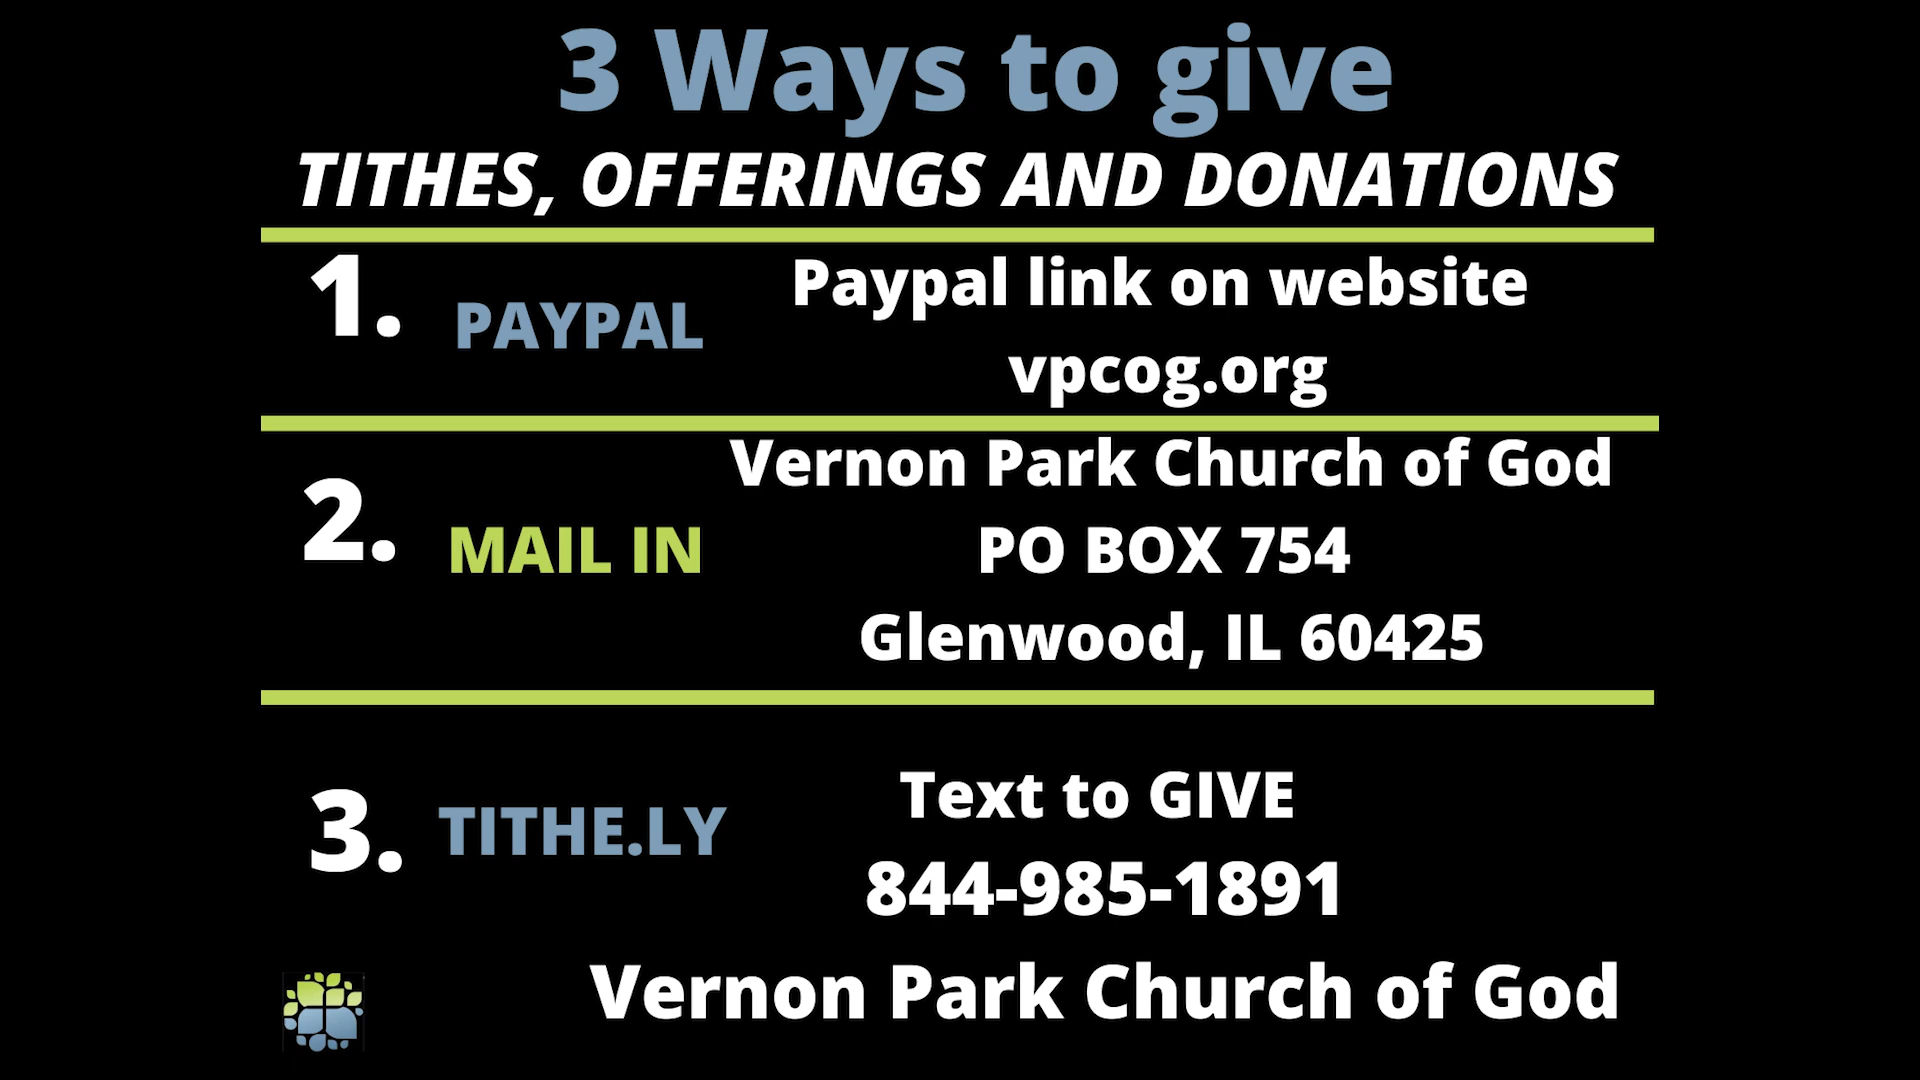 3 Ways to give
TITHES, OFFERINGS AND DONATIONS
1. PAYPAL
Paypal link on website
vpcog.org
2. MAIL IN
Vernon Park Church of God
PO BOX 754
Glenwood, IL 60425
3. TITHE.LY
Text to GIVE
844-985-1891
Vernon Park Church of God